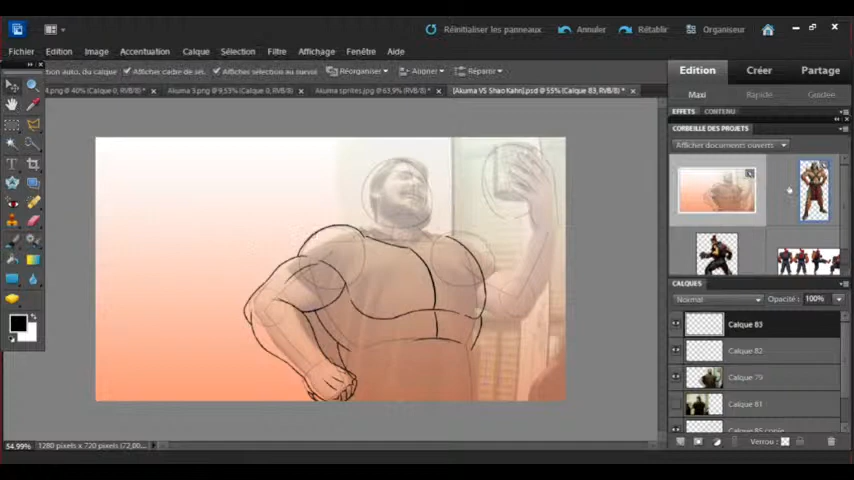 Réinitialiser les panneaux.
Annuler
Rétablir
Organiseur
Fichier Edition Image Accentuation Calque Sélection Filtre Affichage Fenêtre Aide
Edition Créer Partage
tion auto. du calque Afficher cadre de sél. Afficher sélection au survol Réorganiser Aligner Répartir
4.png @ 40% (Calque 0, RVB/8) * Akuma 3.png @ 9,53% (Calque 0, RVB/8) Akuma sprites.jpg @ 63,9% (RVB/8) * [Akuma VS Shao Kahn].psd @ 55% (Calque 83, RVB/8) *
Maxi Rapide Guidée
EFFETS CONTENU
CORBEILLE DES PROJETS
Afficher documents ouverts
CALQUES
Normal Opacité : 100%
Calque 83
Calque 82
Calque 79
Calque 81
Calque 85 copie
Verrou :
54,99% 1280 pixels x 720 pixels (72,00...